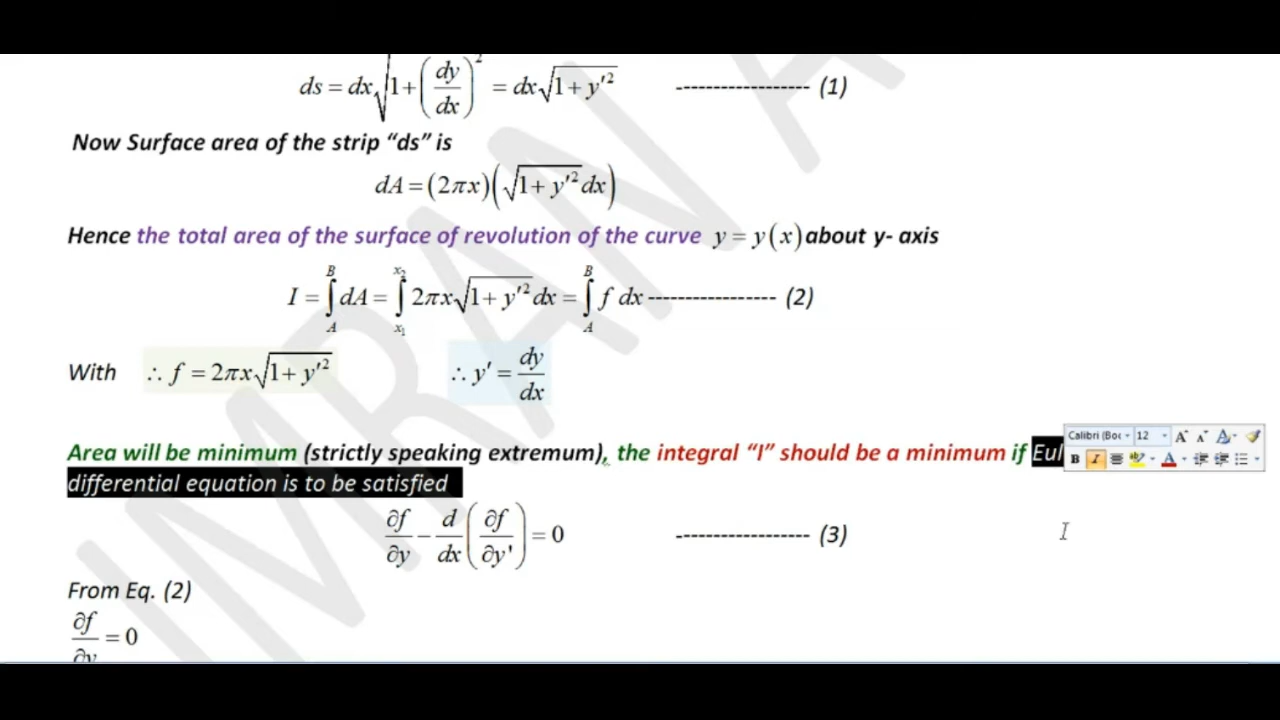 ds = dx√(1+(dy/dx)²) = dx√(1+y′²) ------------------ (1)
Now Surface area of the strip “ds” is
dA = (2πx)(√(1+y′²)dx)
Hence the total area of the surface of revolution of the curve y = y(x) about y- axis
I = ∫_A^B dA = ∫_{x₁}^{x₂} 2πx√(1+y′²) dx = ∫_A^B f dx ----------------- (2)
With ∴ f = 2πx√(1+y′²) ∴ y′ = dy/dx
Area will be minimum (strictly speaking extremum), the integral “I” should be a minimum if Eul
Calibri (Boc 12 A A A
B I ab A
differential equation is to be satisfied
∂f/∂y − d/dx(∂f/∂y') = 0 ------------------ (3)
From Eq. (2)
∂f/∂y = 0
IMRAN A